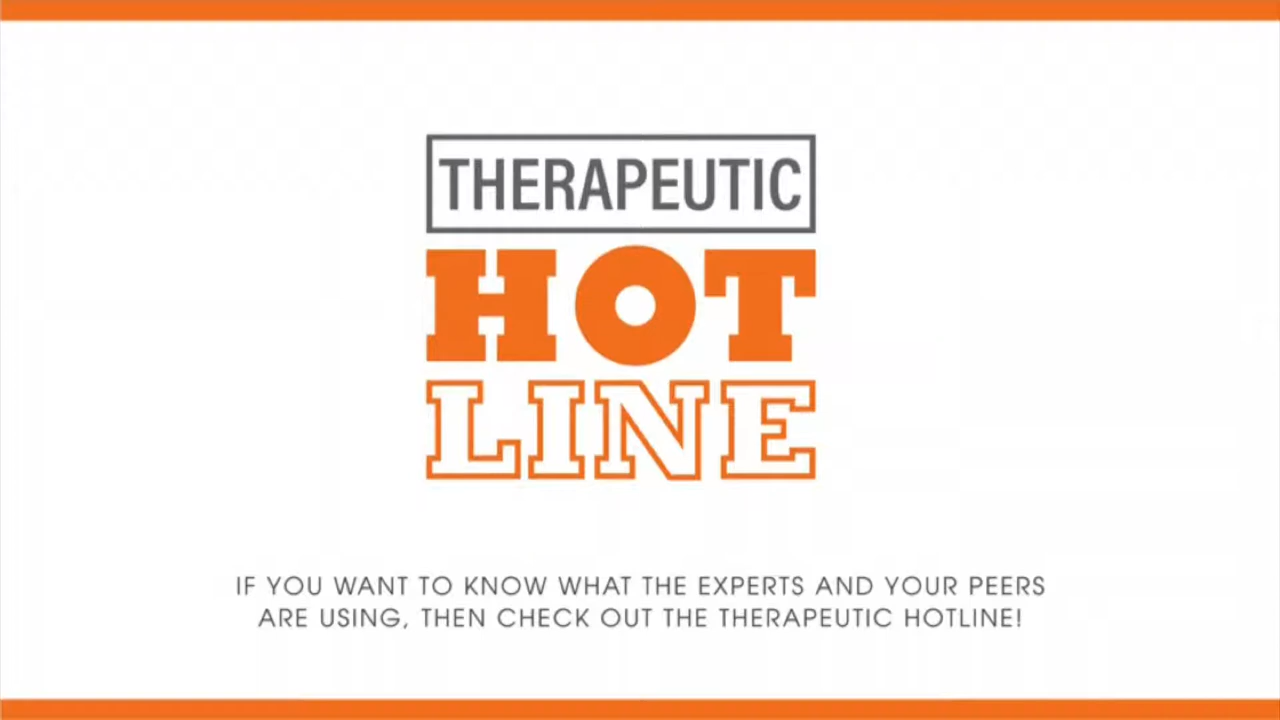 THERAPEUTIC
HOT
LINE
IF YOU WANT TO KNOW WHAT THE EXPERTS AND YOUR PEERS
ARE USING, THEN CHECK OUT THE THERAPEUTIC HOTLINE!